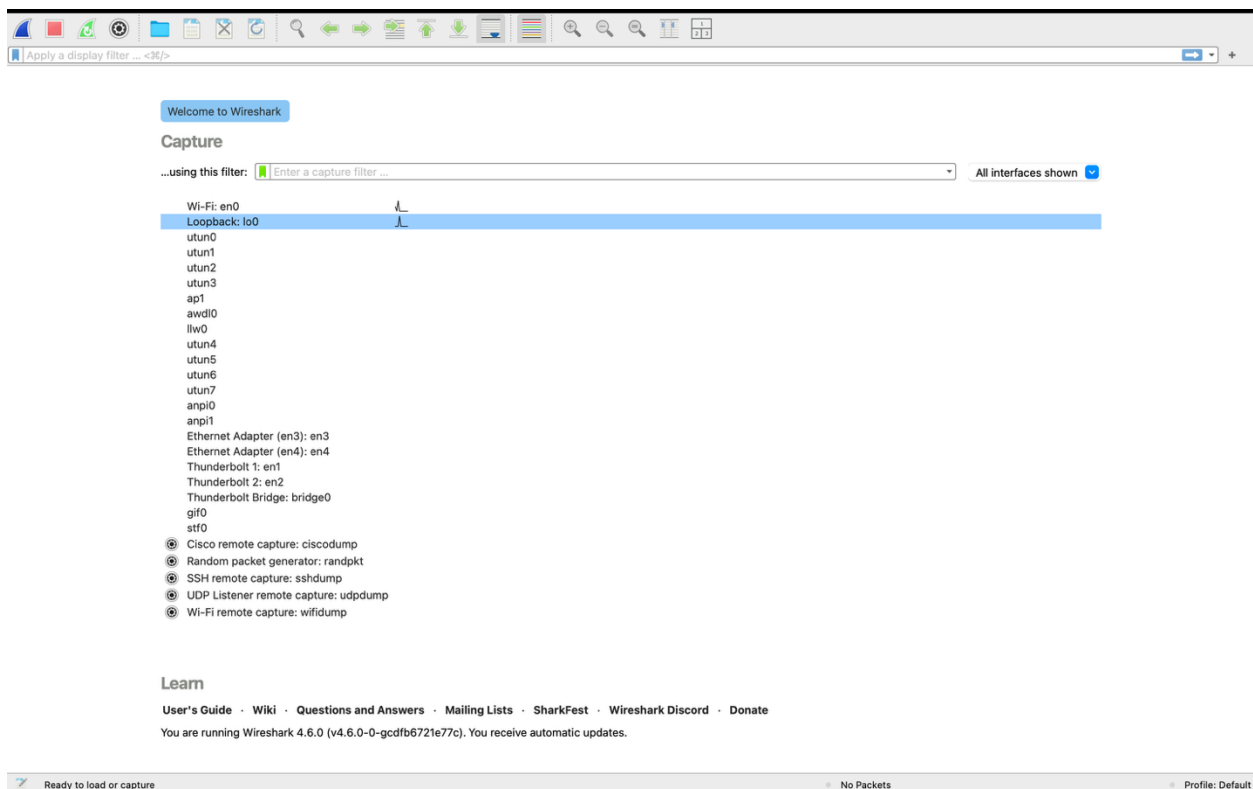 Apply a display filter ... <⌘/>
+
Welcome to Wireshark
Capture
...using this filter: Enter a capture filter ... All interfaces shown
Wi-Fi: en0
Loopback: lo0
utun0
utun1
utun2
utun3
ap1
awdl0
llw0
utun4
utun5
utun6
utun7
anpi0
anpi1
Ethernet Adapter (en3): en3
Ethernet Adapter (en4): en4
Thunderbolt 1: en1
Thunderbolt 2: en2
Thunderbolt Bridge: bridge0
gif0
stf0
Cisco remote capture: ciscodump
Random packet generator: randpkt
SSH remote capture: sshdump
UDP Listener remote capture: udpdump
Wi-Fi remote capture: wifidump
Learn
User's Guide · Wiki · Questions and Answers · Mailing Lists · SharkFest · Wireshark Discord · Donate
You are running Wireshark 4.6.0 (v4.6.0-0-gcdfb6721e77c). You receive automatic updates.
Ready to load or capture No Packets Profile: Default